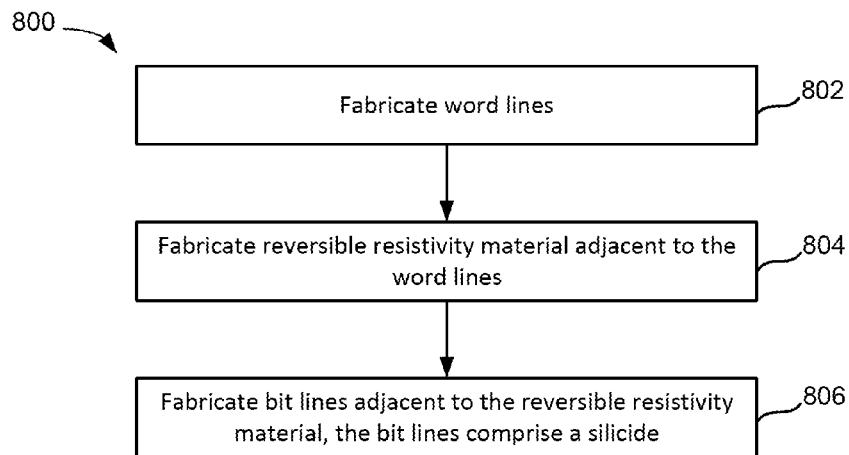 800
Fabricate word lines
802
Fabricate reversible resistivity material adjacent to the
word lines
804
Fabricate bit lines adjacent to the reversible resistivity
material, the bit lines comprise a silicide
806